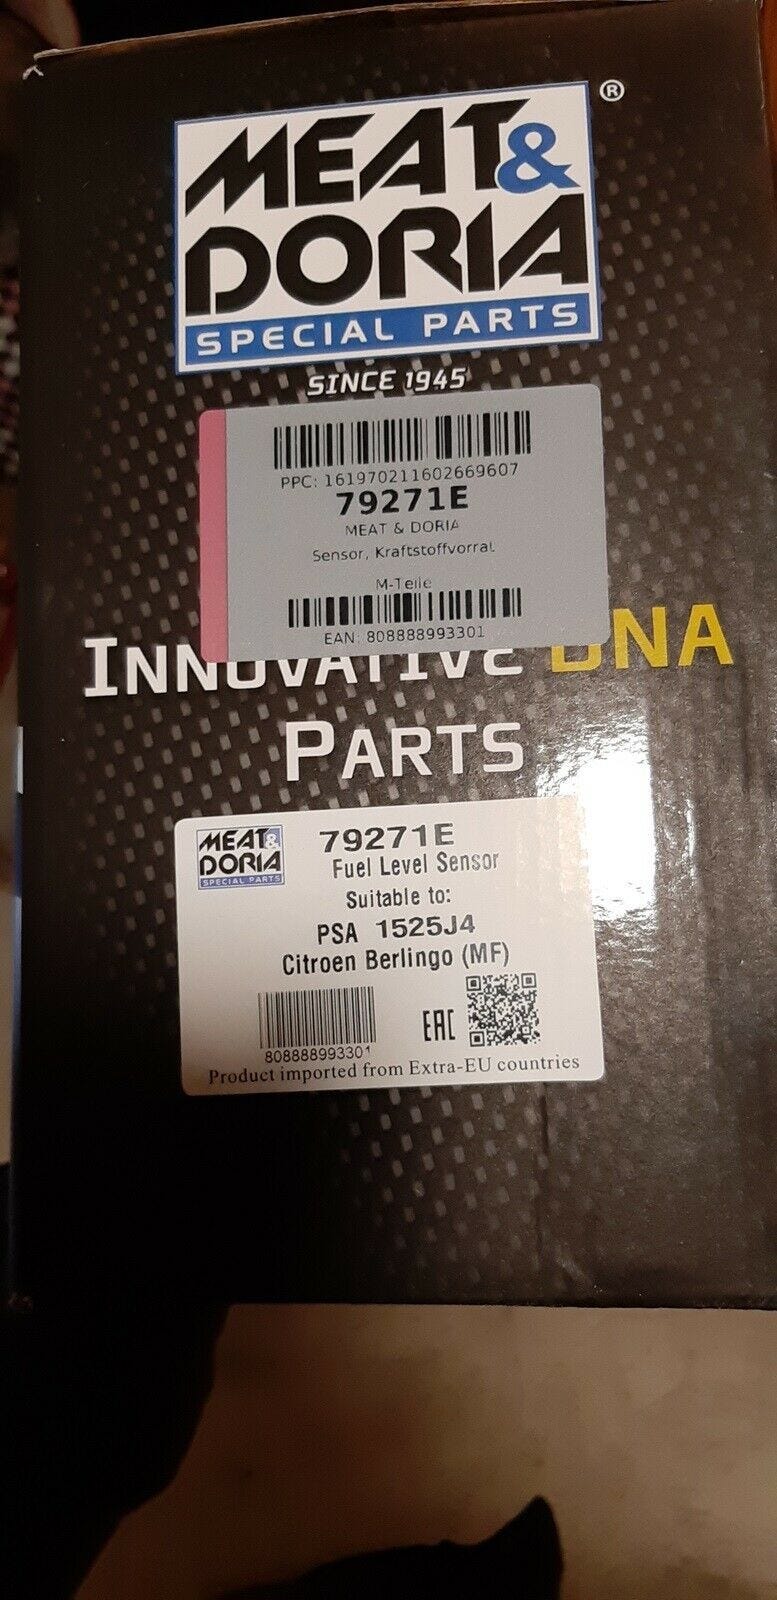 MEAT&
DORIA
®
SPECIAL PARTS
SINCE 1945
PPC: 161970211602669607
79271E
MEAT & DORIA
Sensor, Kraftstoffvorrat
M-Teile
EAN: 808888993301
INNOVATIVE DNA
PARTS
MEAT&
DORIA
SPECIAL PARTS
79271E
Fuel Level Sensor
Suitable to:
PSA 1525J4
Citroen Berlingo (MF)
EAC
808888993301
Product imported from Extra-EU countries